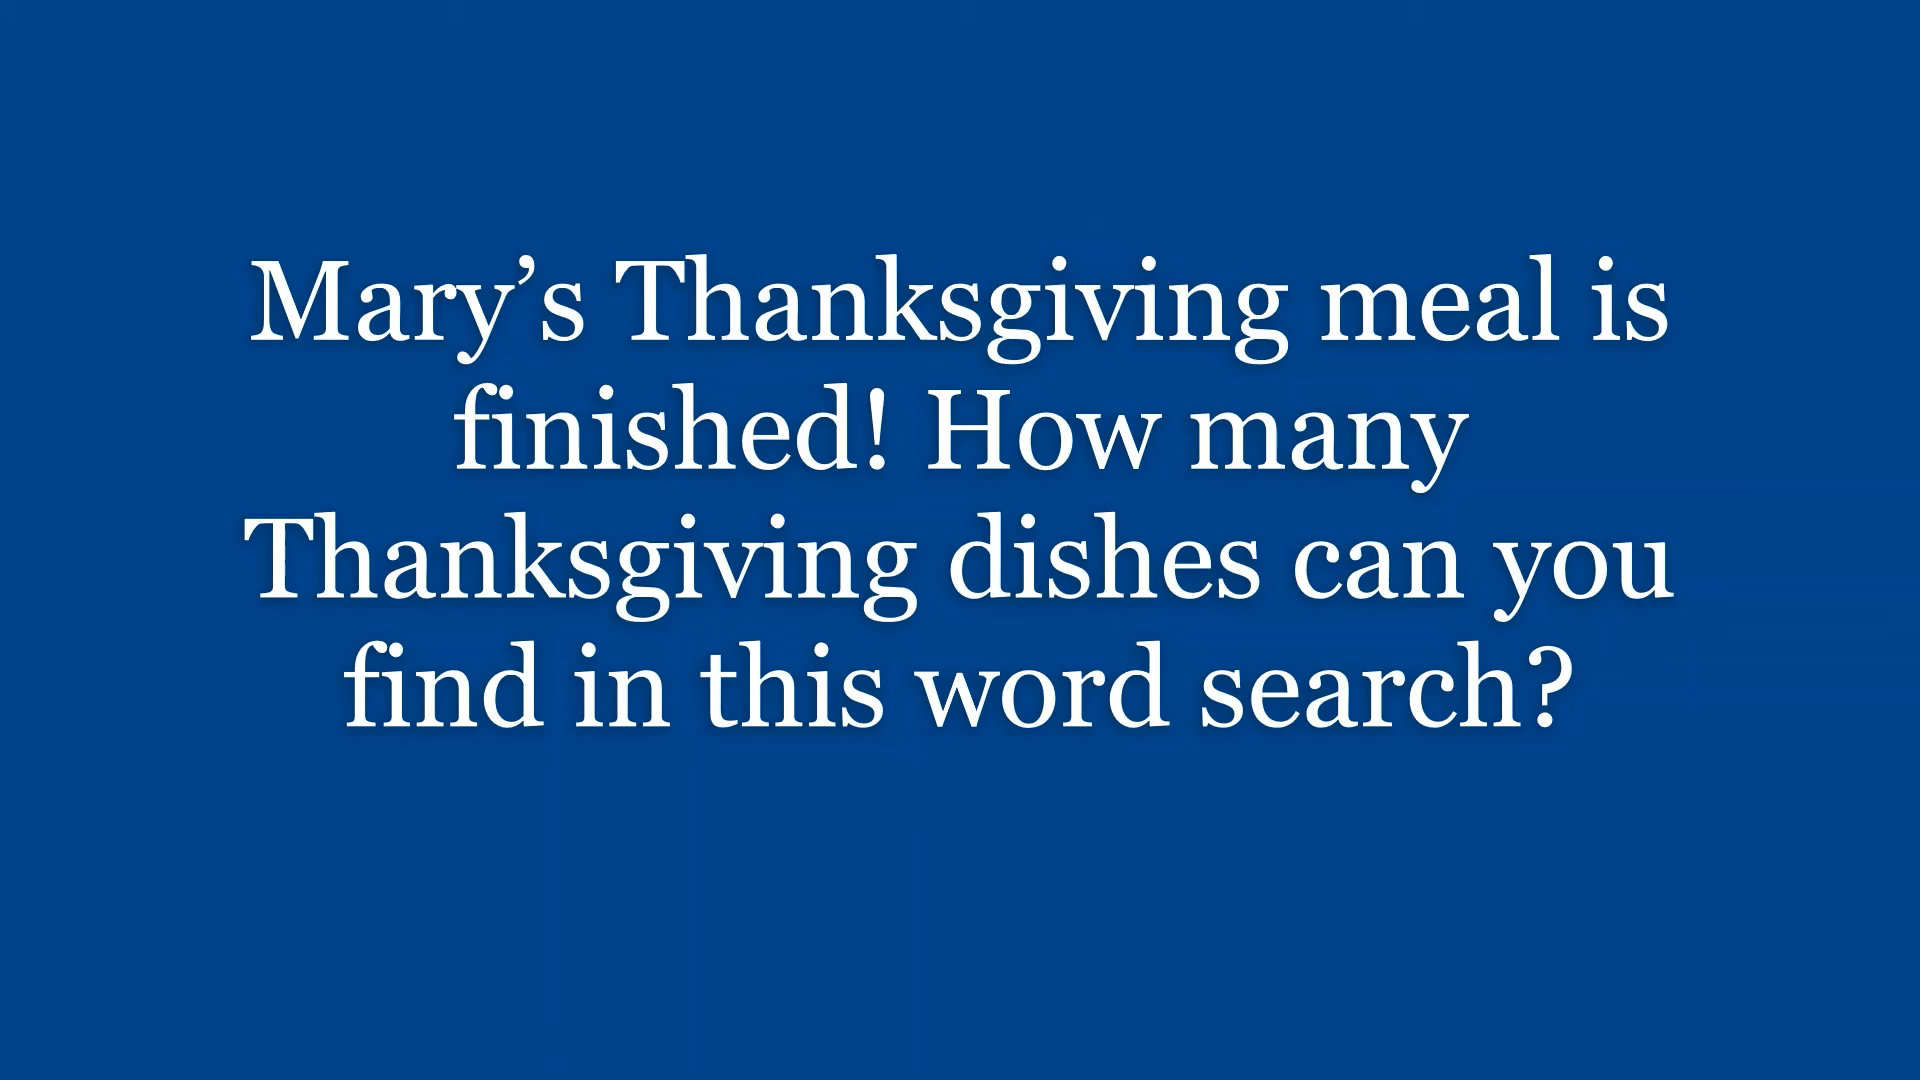 Mary’s Thanksgiving meal is
finished! How many
Thanksgiving dishes can you
find in this word search?